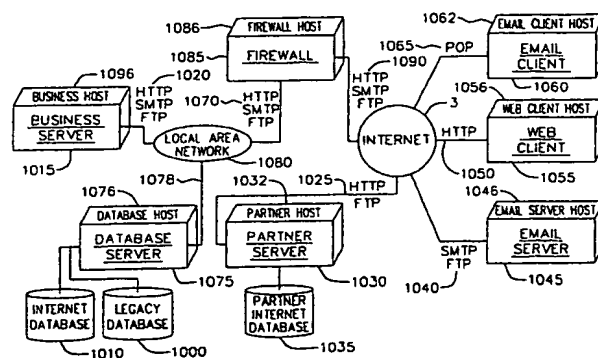 1086
FIREWALL HOST
1085
FIREWALL
1062
EMAIL CLIENT HOST
1065
POP
EMAIL
CLIENT
1060
1096
1020
HTTP
SMTP
FTP
BUSINESS HOST
BUSINESS
SERVER
1015
1070
HTTP
SMTP
FTP
1090
HTTP
SMTP
FTP
3
INTERNET
1056
WEB CLIENT HOST
HTTP
WEB
CLIENT
1050
1055
LOCAL AREA
NETWORK
1080
1078
1076
DATABASE HOST
DATABASE
SERVER
1075
1032
1025
HTTP
FTP
PARTNER HOST
PARTNER
SERVER
1030
1046
EMAIL SERVER HOST
EMAIL
SERVER
1045
SMTP
FTP
1040
INTERNET
DATABASE
1010
LEGACY
DATABASE
1000
PARTNER
INTERNET
DATABASE
1035